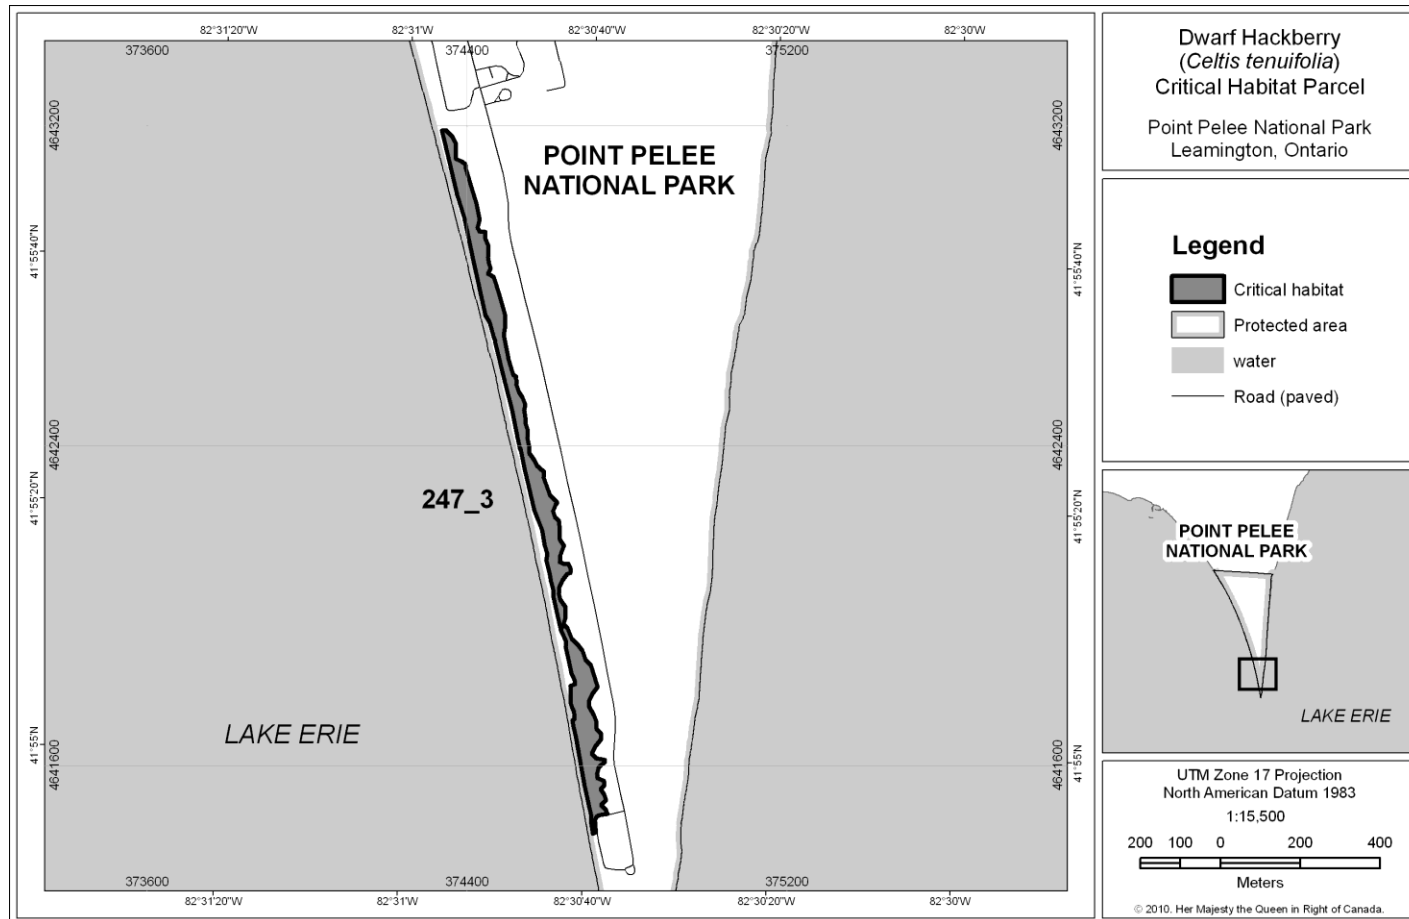 82°31'20"W
82°31'W
82°30'40"W
82°30'20"W
82°30'W
373600
374400
375200
4643200
4643200
41°55'40"N
41°55'40"N
4642400
4642400
41°55'20"N
41°55'20"N
41°55'N
41°55'N
4641600
4641600
POINT PELEE
NATIONAL PARK
247_3
LAKE ERIE
373600
374400
375200
82°31'20"W
82°31'W
82°30'40"W
82°30'20"W
82°30'W
Dwarf Hackberry
(Celtis tenuifolia)
Critical Habitat Parcel
Point Pelee National Park
Leamington, Ontario
Legend
Critical habitat
Protected area
water
Road (paved)
POINT PELEE
NATIONAL PARK
LAKE ERIE
UTM Zone 17 Projection
North American Datum 1983
1:15,500
200 100 0 200 400
Meters
© 2010. Her Majesty the Queen in Right of Canada.